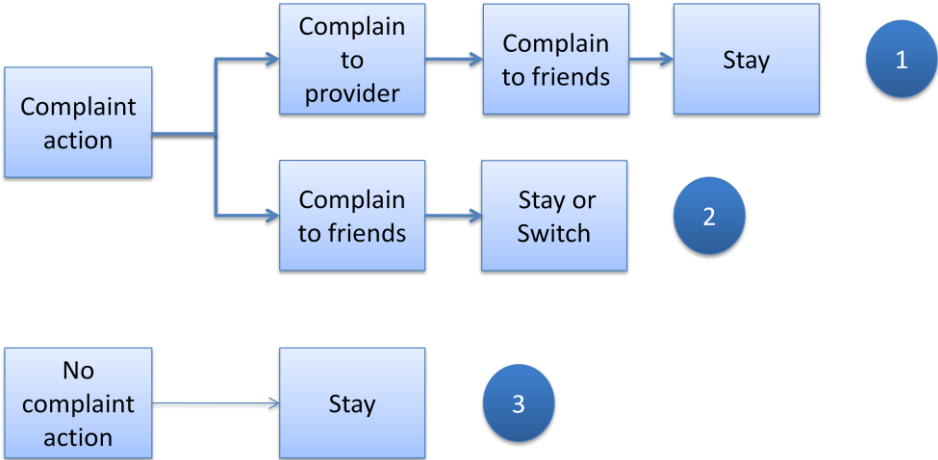 Complain
to
provider
Complain
to friends
Stay
1
Complaint
action
Complain
to friends
Stay or
Switch
2
No
complaint
action
Stay
3